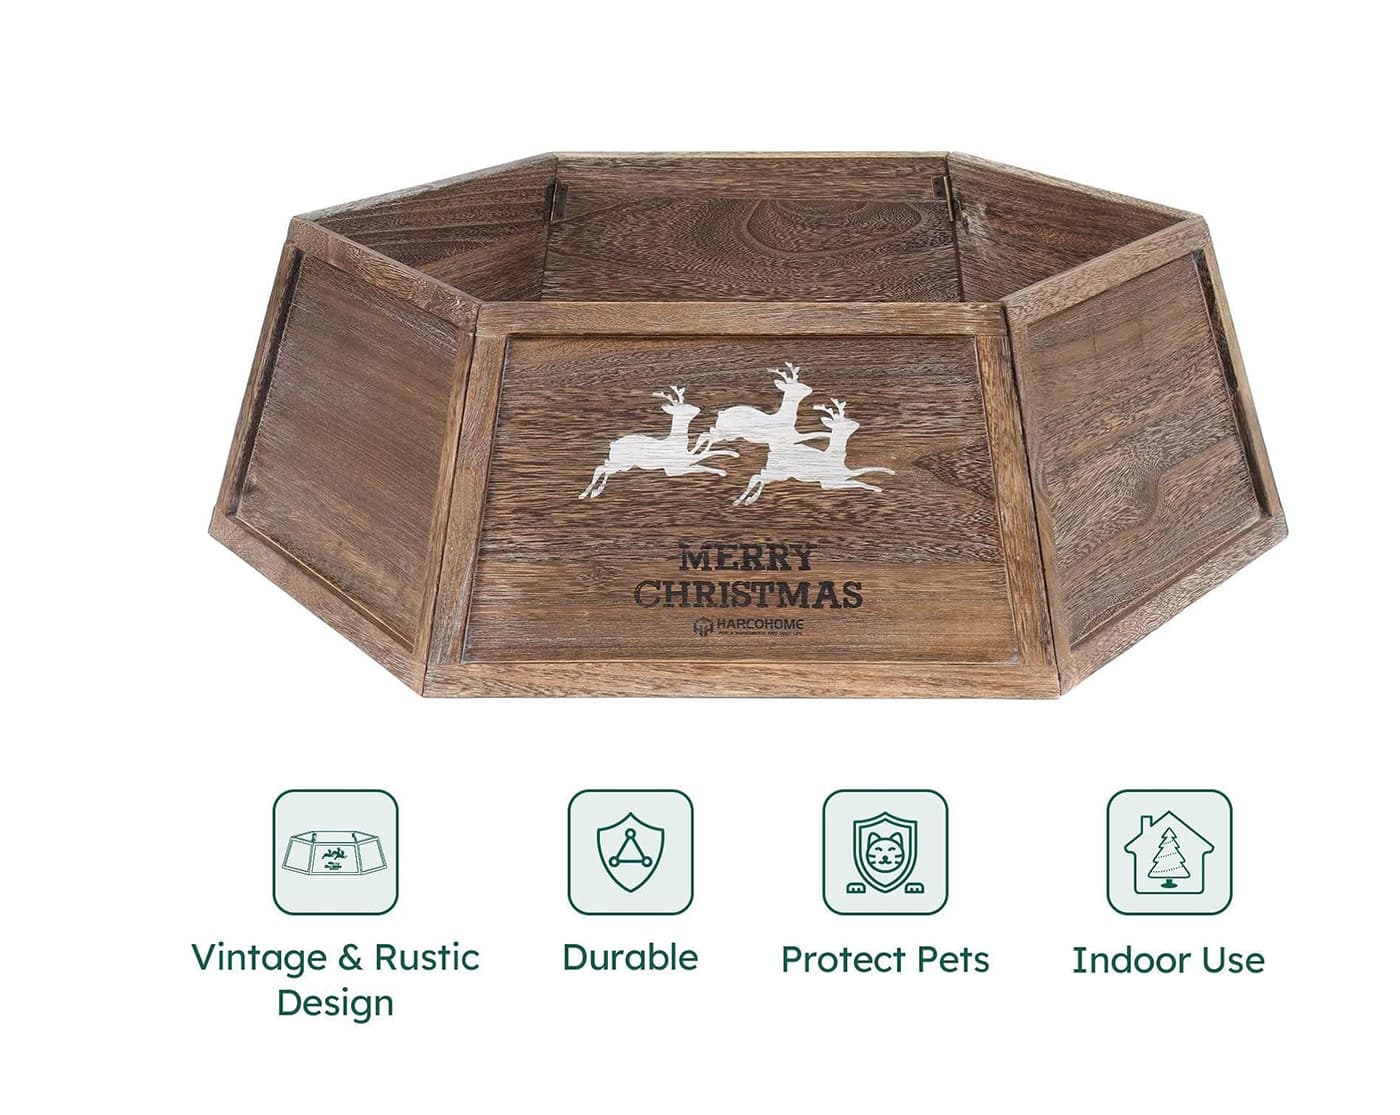 MERRY
CHRISTMAS
HARCOHOME
Vintage & Rustic
Design
Durable
Protect Pets
Indoor Use